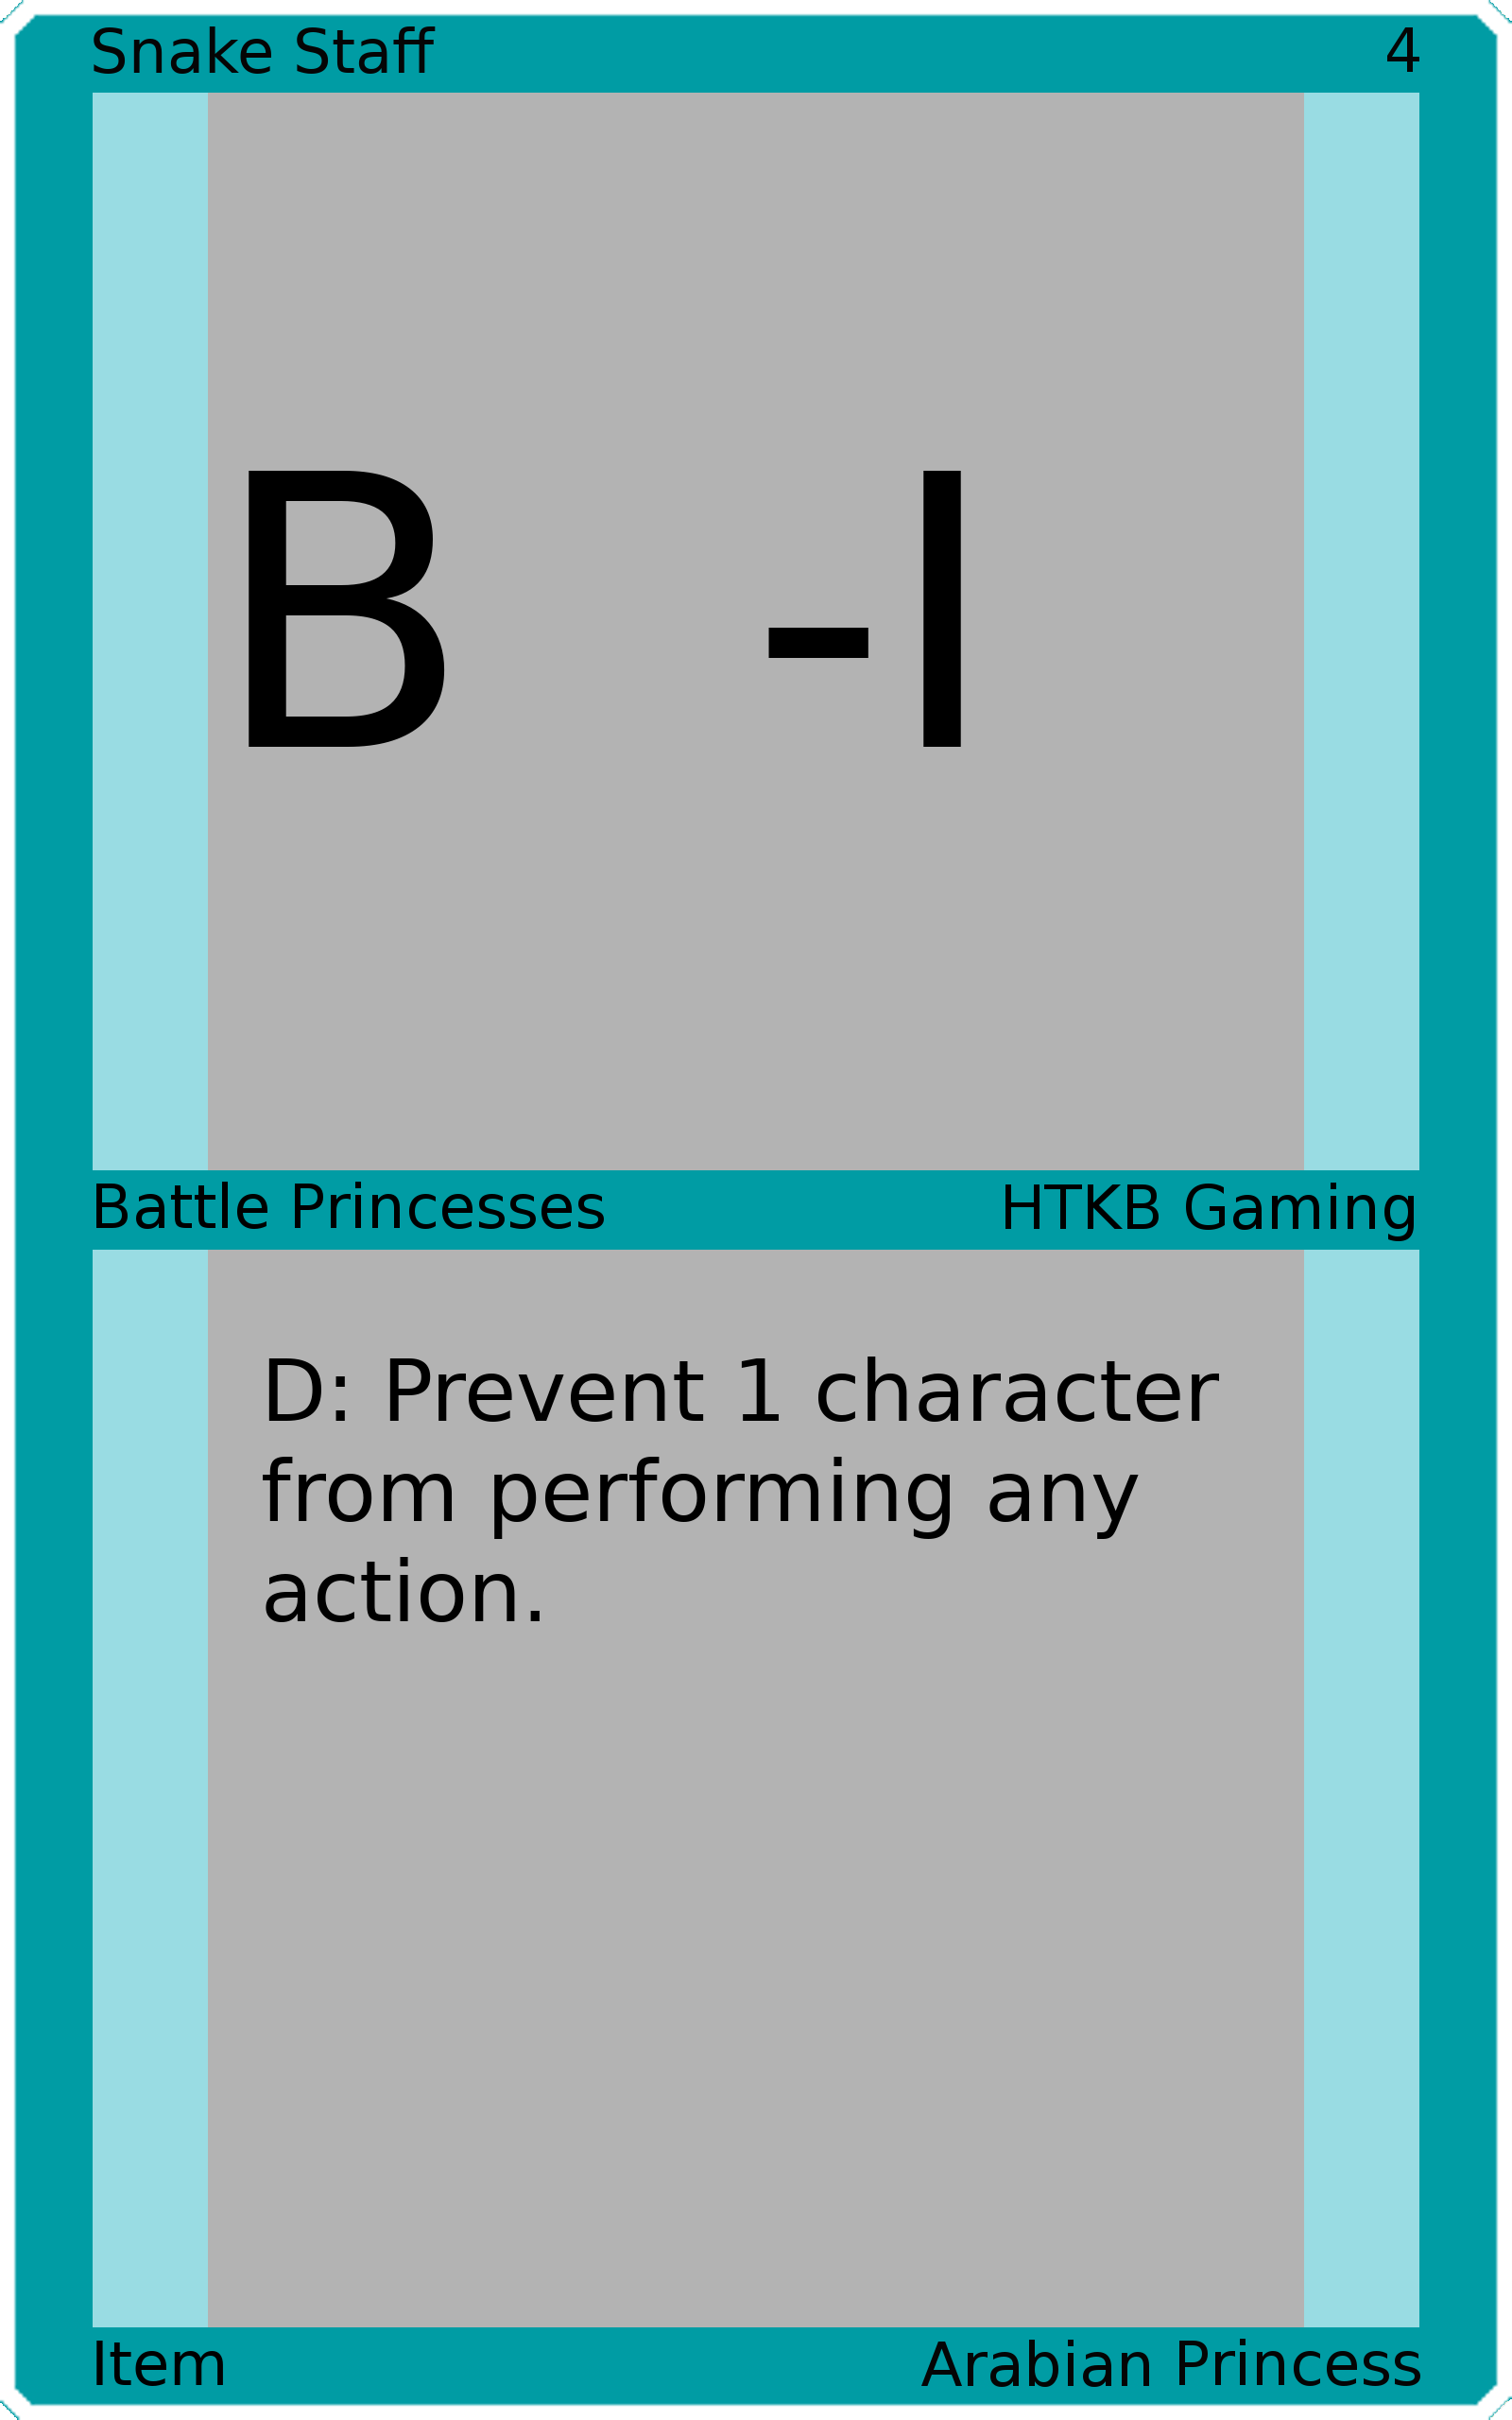 Snake Staff 4
B -I
Battle Princesses HTKB Gaming
D: Prevent 1 character
from performing any
action.
Item Arabian Princess